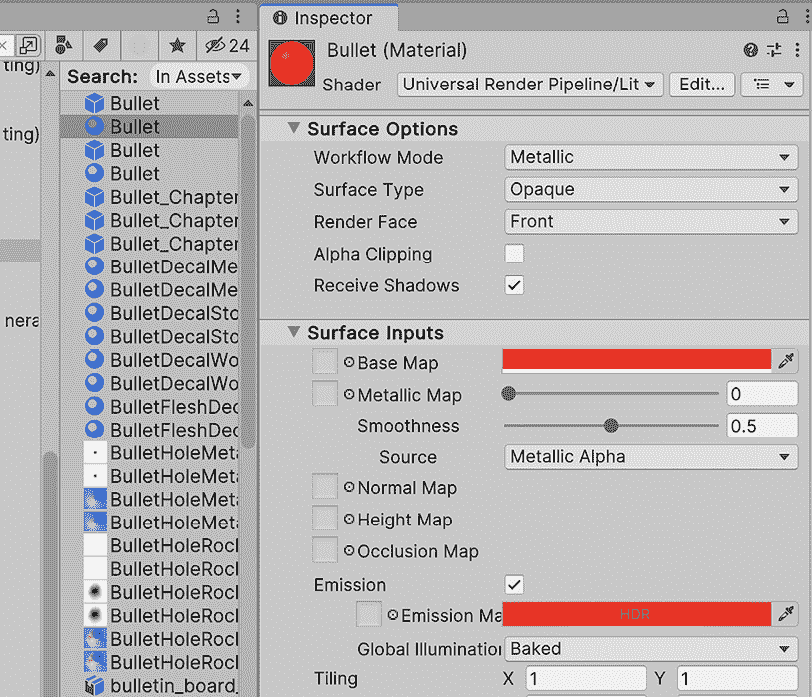 24
Search: In Assets
ting)
ting)
nera
Bullet
Bullet
Bullet
Bullet
Bullet_Chapter
Bullet_Chapter
Bullet_Chapter
BulletDecalMe
BulletDecalMe
BulletDecalSto
BulletDecalSto
BulletDecalWo
BulletDecalWo
BulletFleshDec
BulletFleshDec
BulletHoleMeta
BulletHoleMeta
BulletHoleMeta
BulletHoleMeta
BulletHoleRocl
BulletHoleRocl
BulletHoleRocl
BulletHoleRocl
BulletHoleRocl
BulletHoleRocl
bulletin_board_
Inspector
Bullet (Material)
Shader Universal Render Pipeline/Lit Edit...
Surface Options
Workflow Mode Metallic
Surface Type Opaque
Render Face Front
Alpha Clipping
Receive Shadows
Surface Inputs
Base Map
Metallic Map 0
Smoothness 0.5
Source Metallic Alpha
Normal Map
Height Map
Occlusion Map
Emission
Emission Ma HDR
Global Illumination Baked
Tiling X 1 Y 1